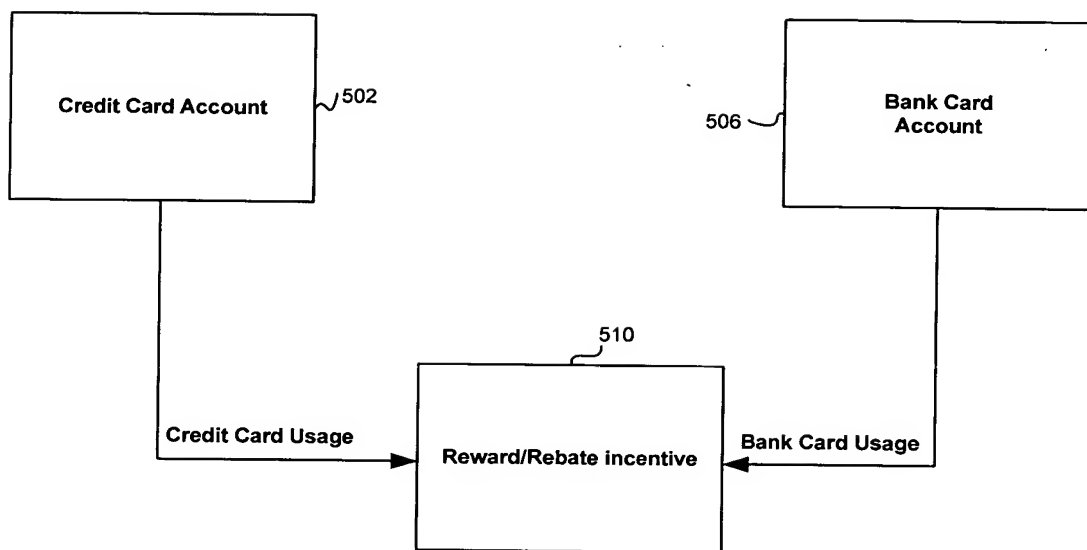 Credit Card Account
502
Bank Card
Account
506
510
Credit Card Usage
Reward/Rebate incentive
Bank Card Usage